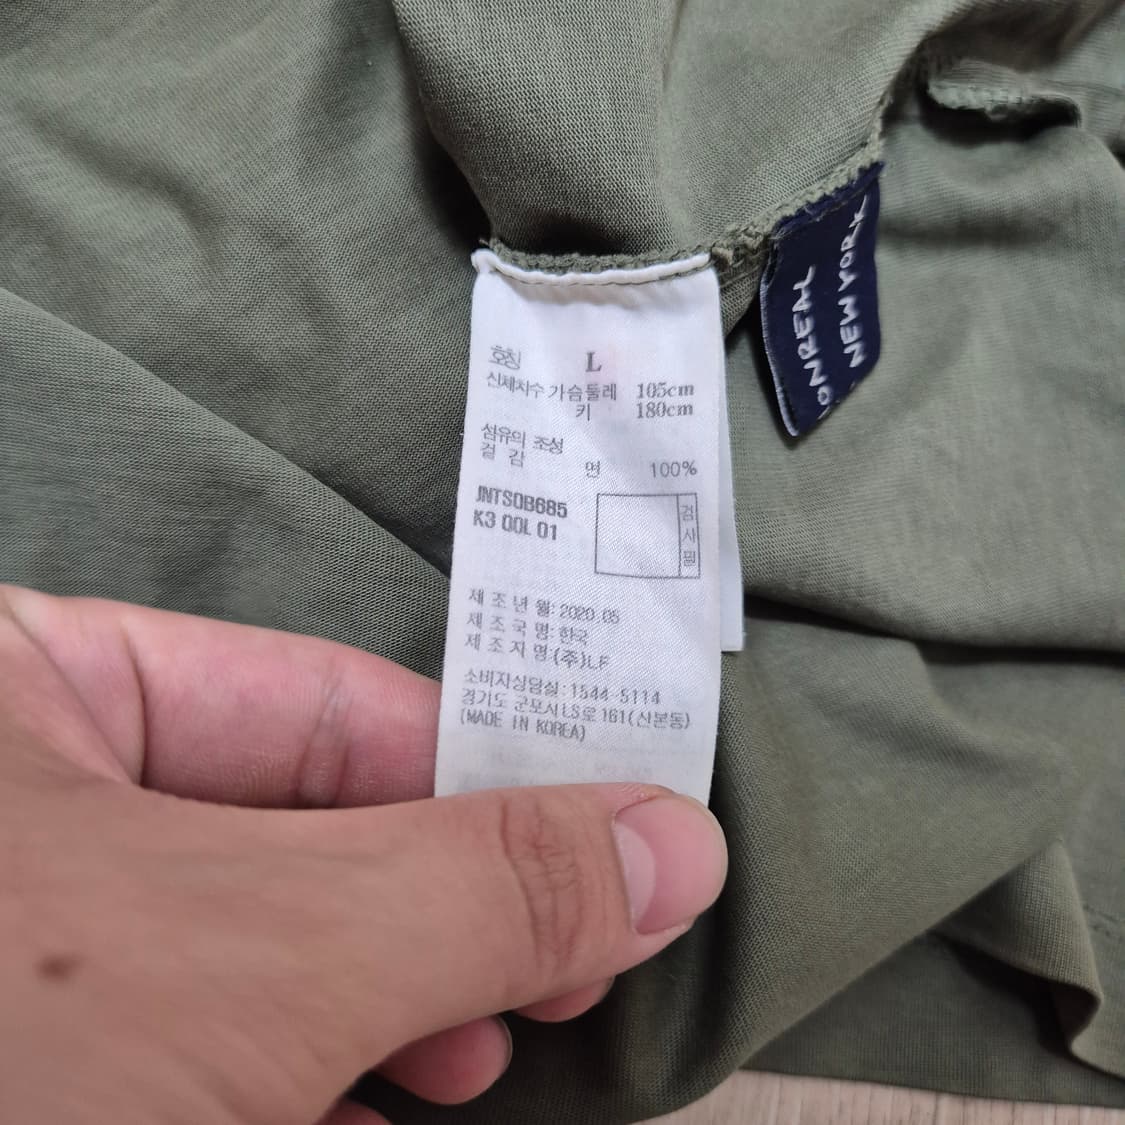 호칭 L
신체치수 가슴둘레 105cm
키 180cm
섬유의 조성
겉 감 면 100%
JNTS0B685
K3 00L 01
검사필
제 조 년 월: 2020.05
제 조 국 명: 한국
제 조 자 명:(주)LF
소비자상담실:1544-5114
경기도 군포시 LS로 161(산본동)
(MADE IN KOREA)
NEW YORK